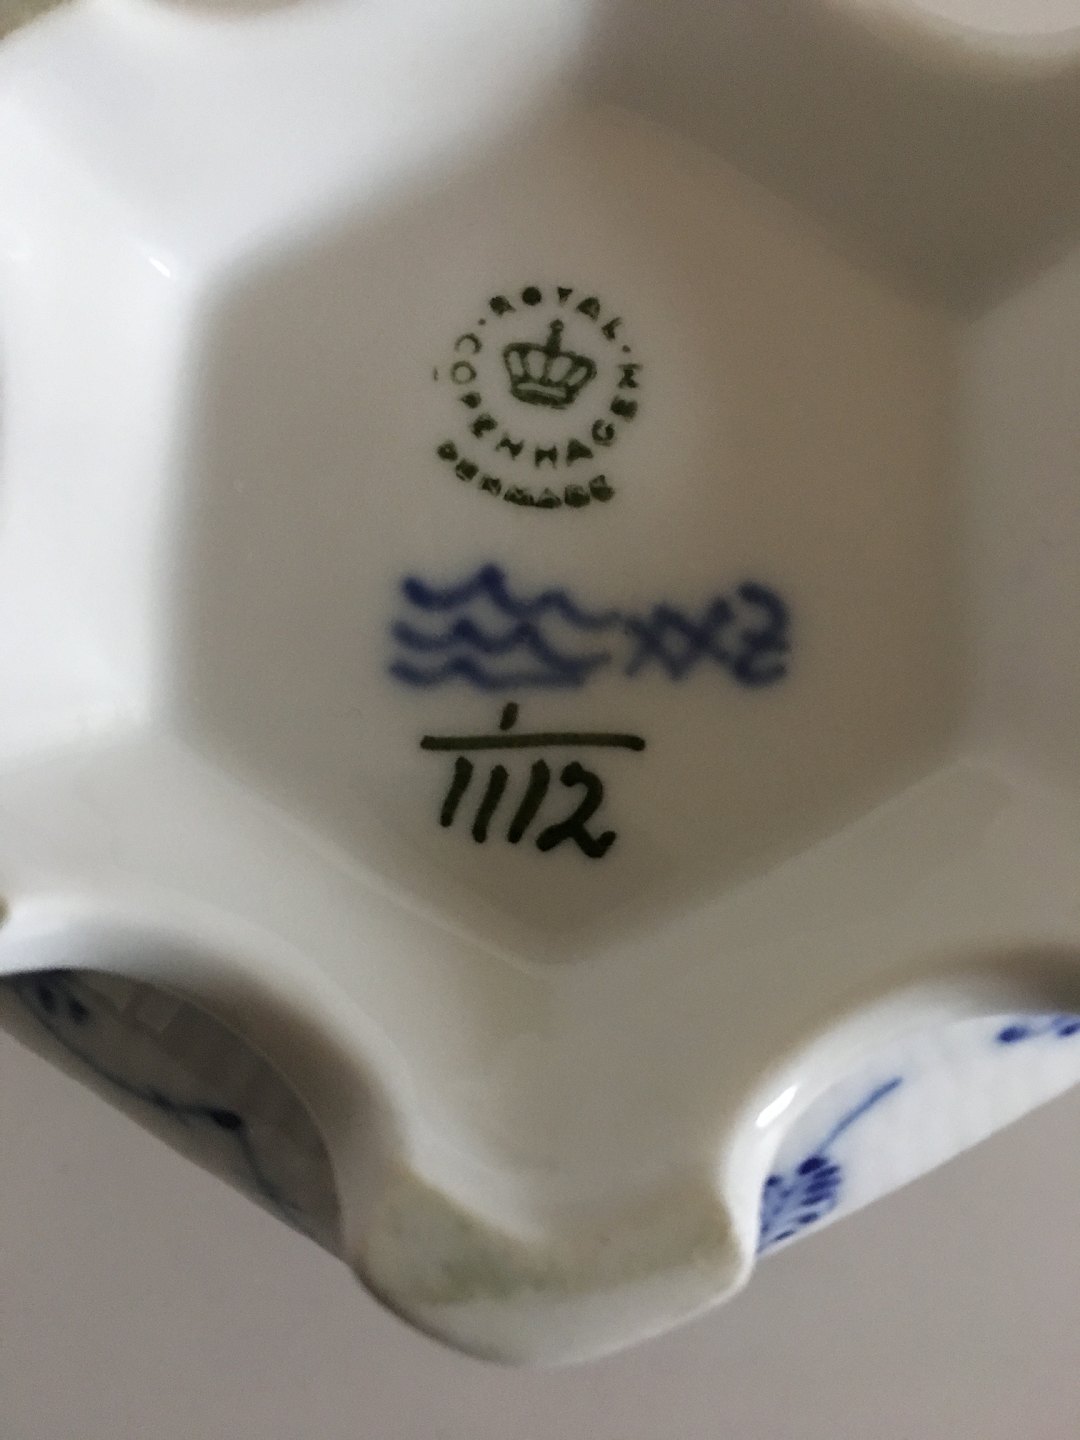 ROYAL
COPENHAGEN
DENMARK
1
1112